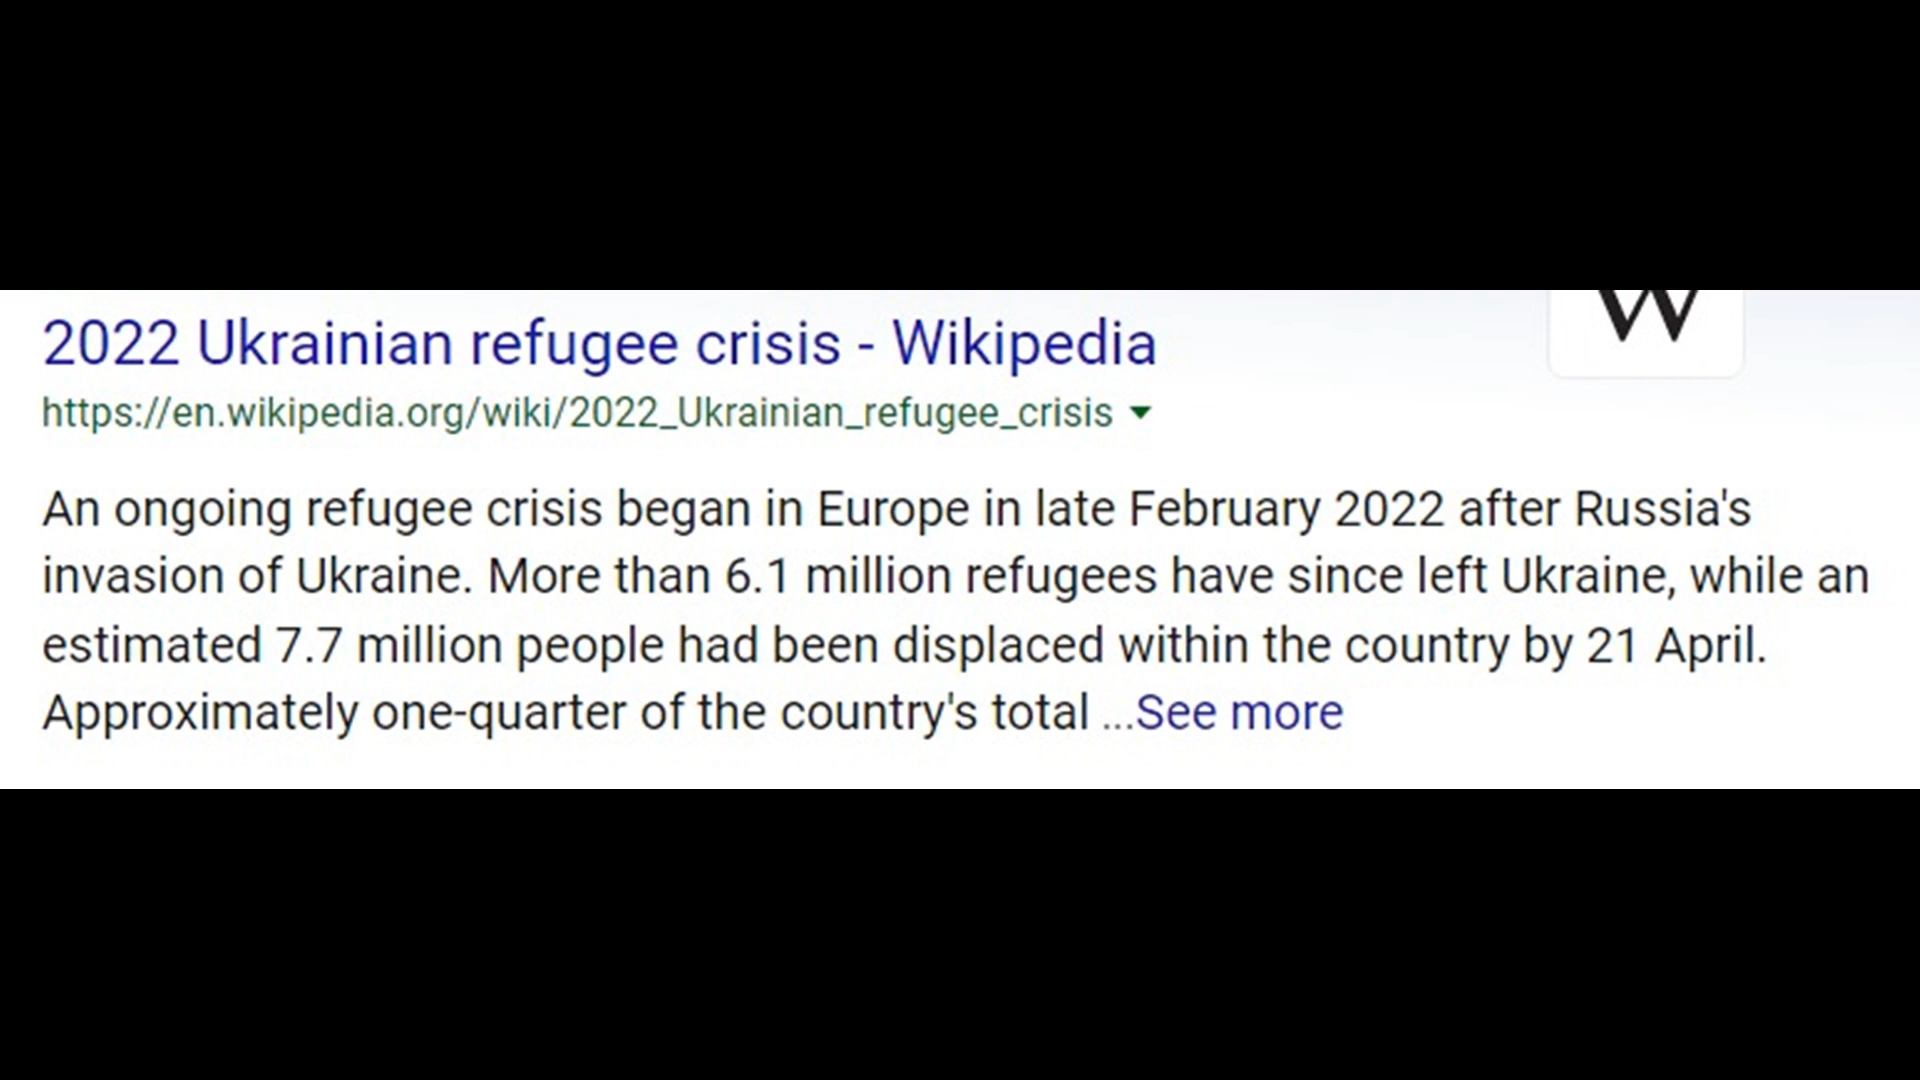 W
2022 Ukrainian refugee crisis - Wikipedia
https://en.wikipedia.org/wiki/2022_Ukrainian_refugee_crisis
An ongoing refugee crisis began in Europe in late February 2022 after Russia's
invasion of Ukraine. More than 6.1 million refugees have since left Ukraine, while an
estimated 7.7 million people had been displaced within the country by 21 April.
Approximately one-quarter of the country's total ...See more